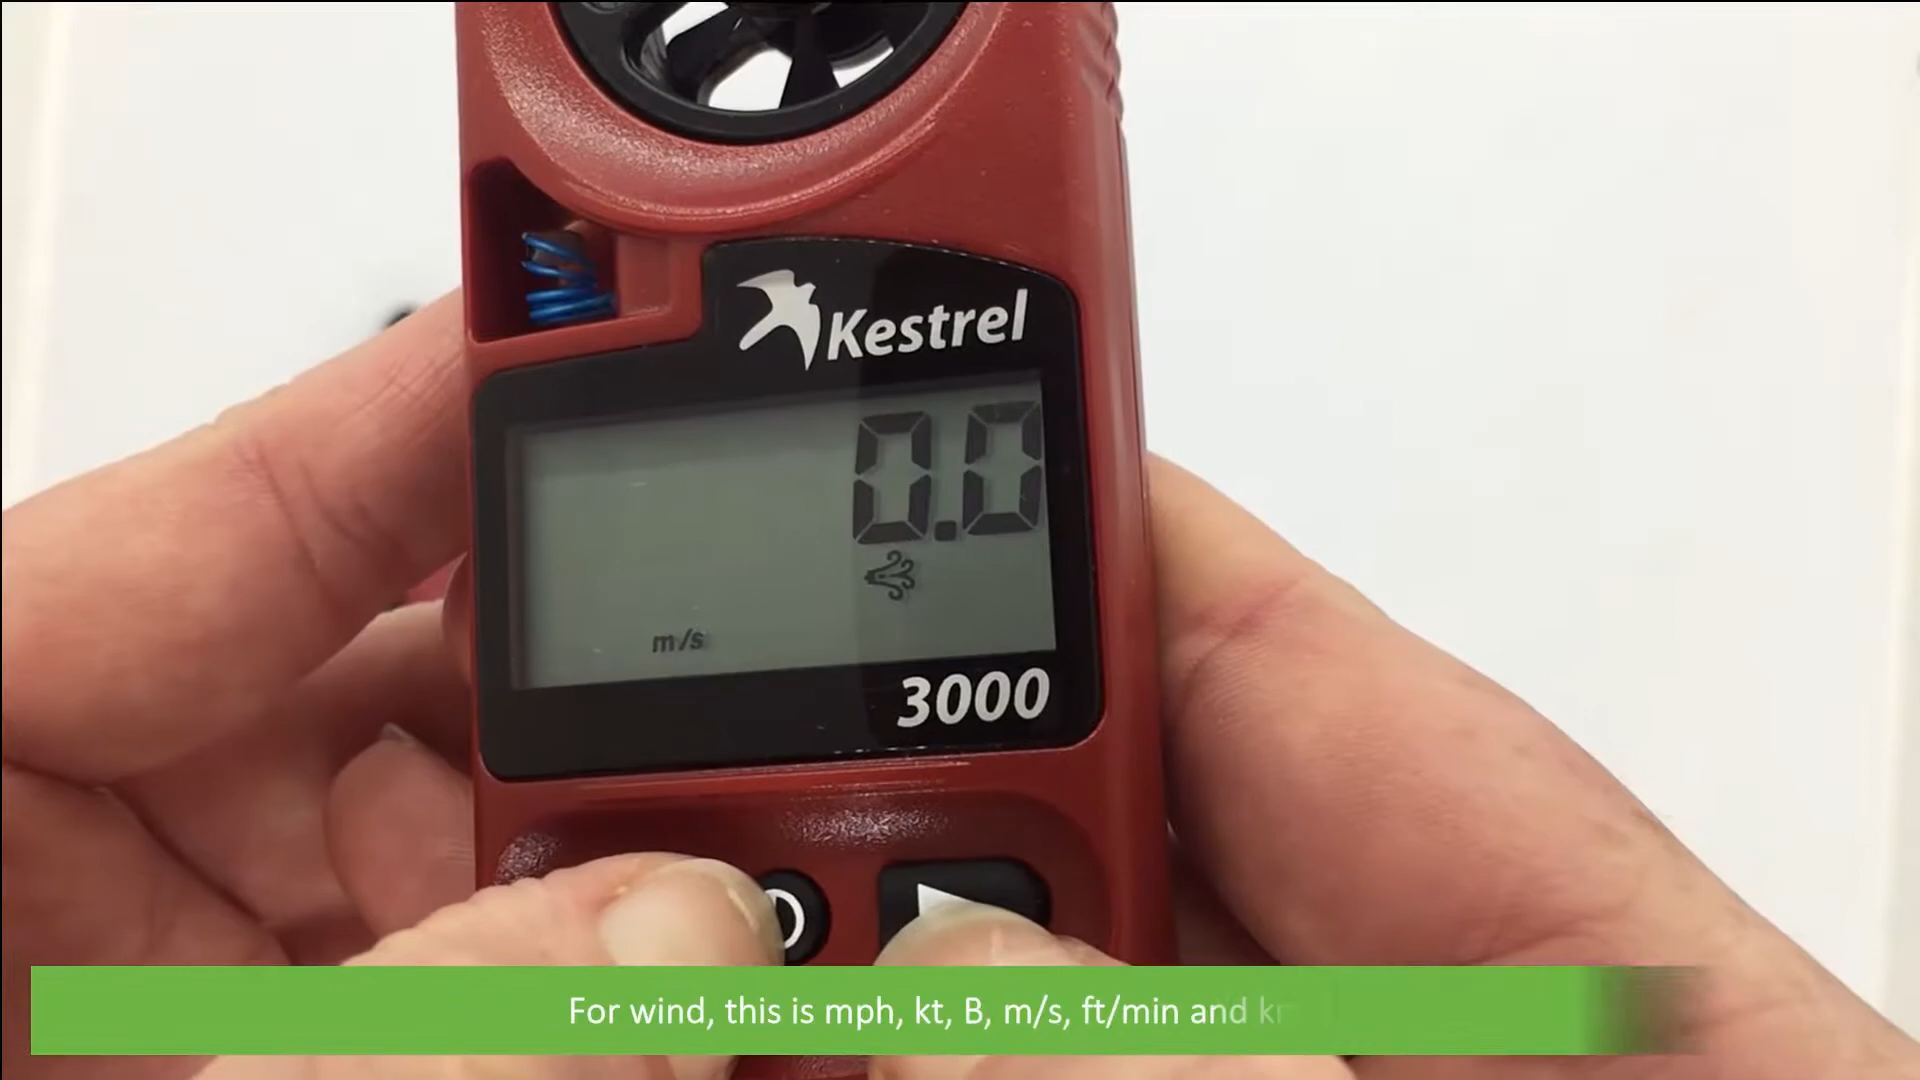 Kestrel
0.0
m/s
3000
For wind, this is mph, kt, B, m/s, ft/min and